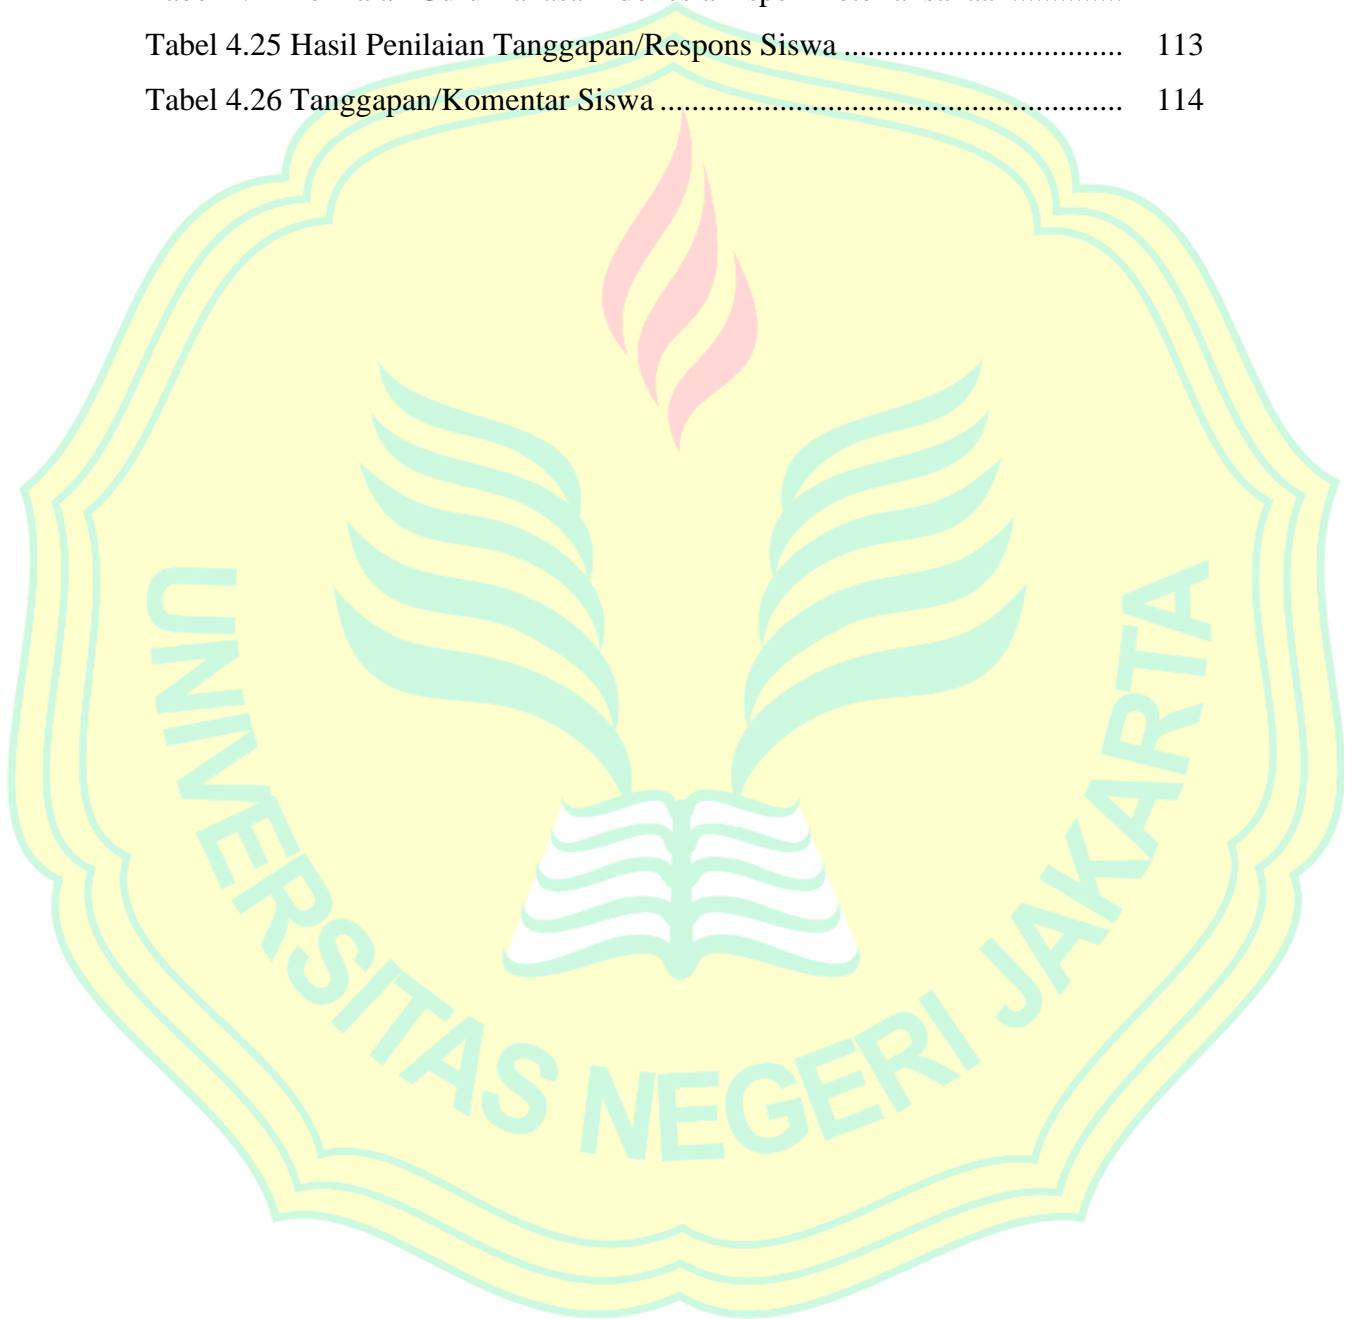 Tabel 4.25 Hasil Penilaian Tanggapan/Respons Siswa ................................... 113
Tabel 4.26 Tanggapan/Komentar Siswa .......................................................... 114
UNIVERSITAS NEGERI JAKARTA